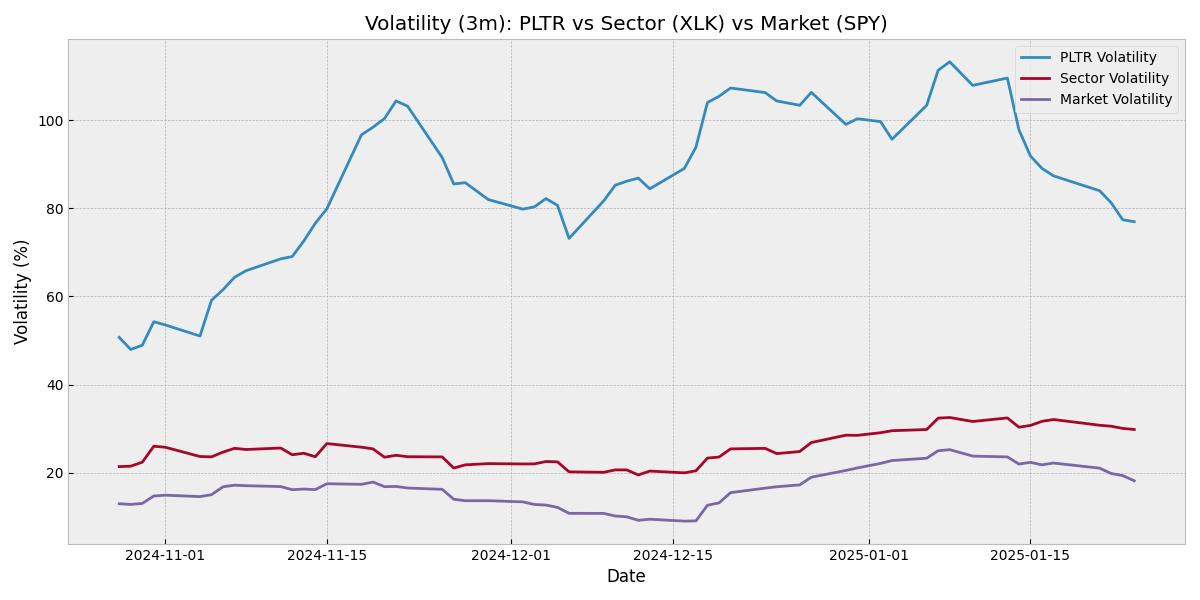 Volatility (3m): PLTR vs Sector (XLK) vs Market (SPY)
PLTR Volatility
Sector Volatility
Market Volatility
Volatility (%)
100
80
60
40
20
2024-11-01
2024-11-15
2024-12-01
2024-12-15
2025-01-01
2025-01-15
Date